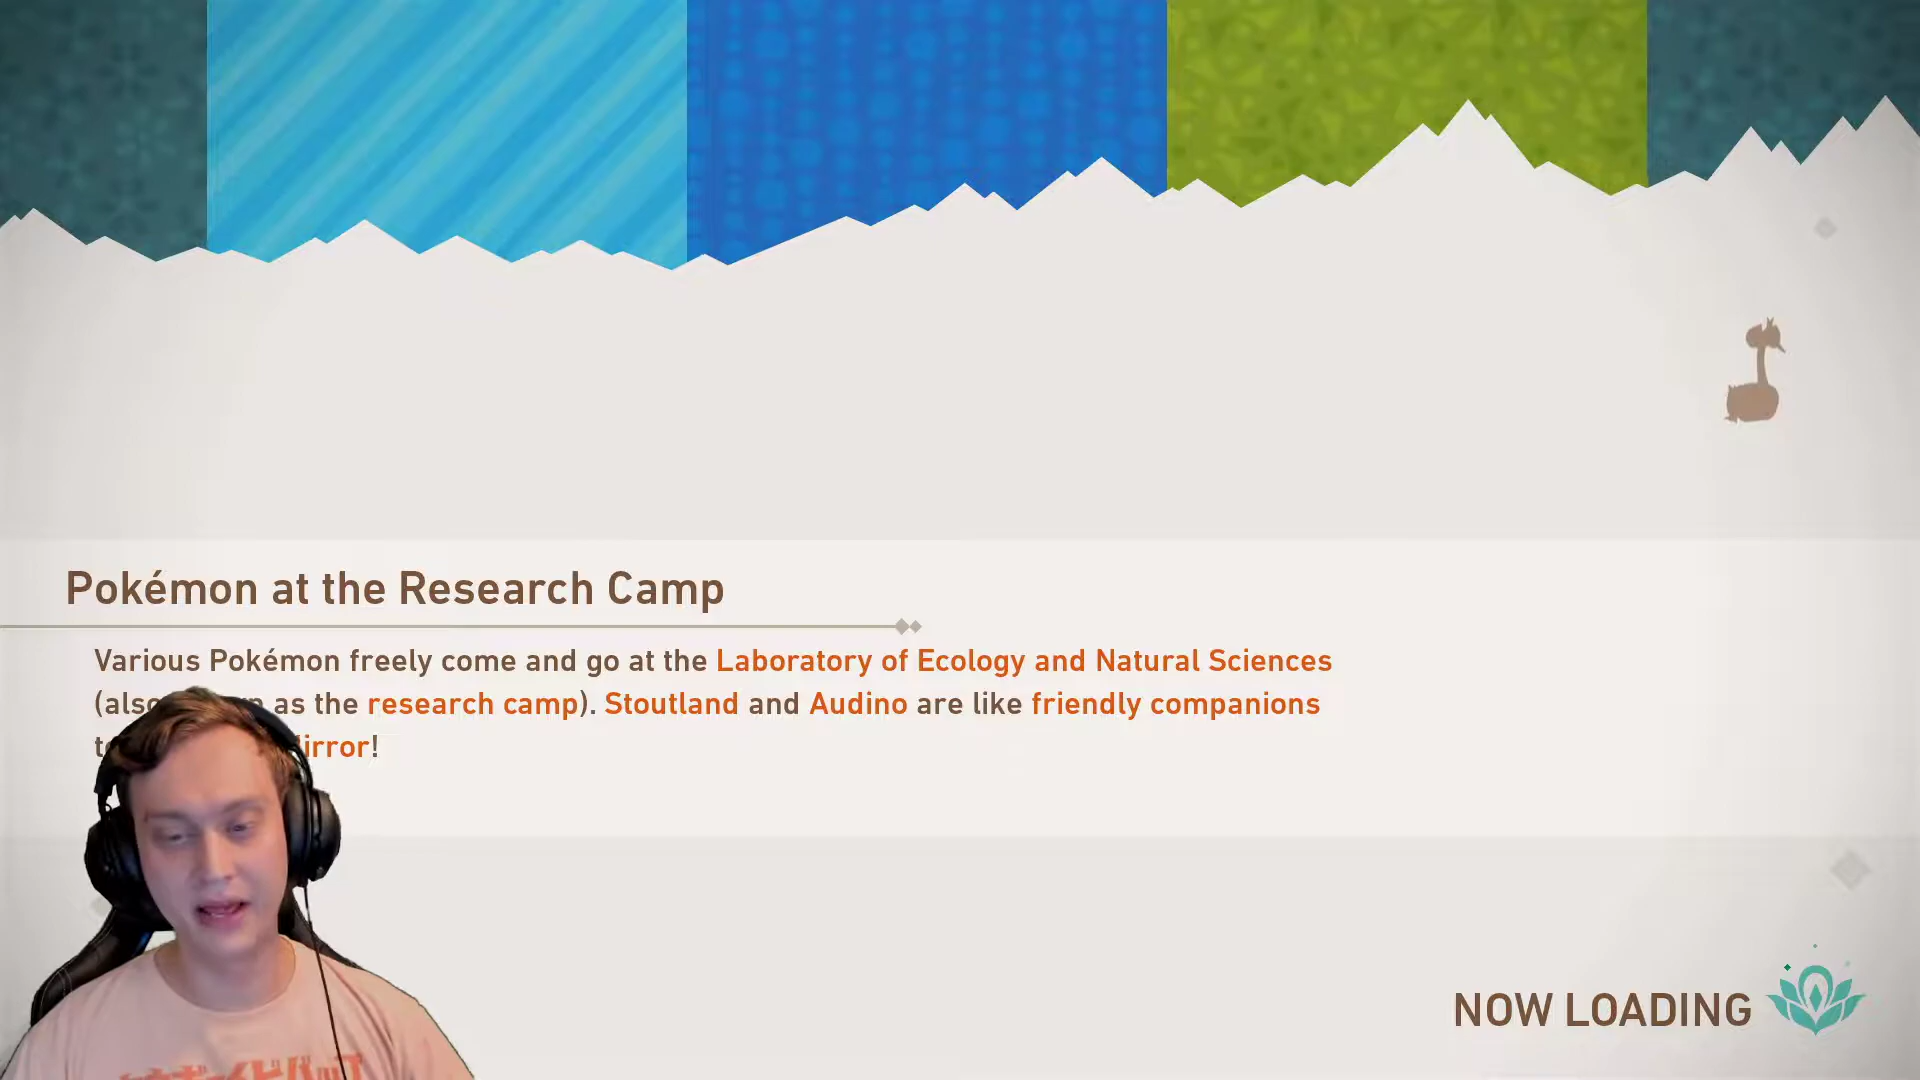 Pokémon at the Research Camp
Various Pokémon freely come and go at the Laboratory of Ecology and Natural Sciences
(also as the research camp). Stoutland and Audino are like friendly companions
irror!
NOW LOADING